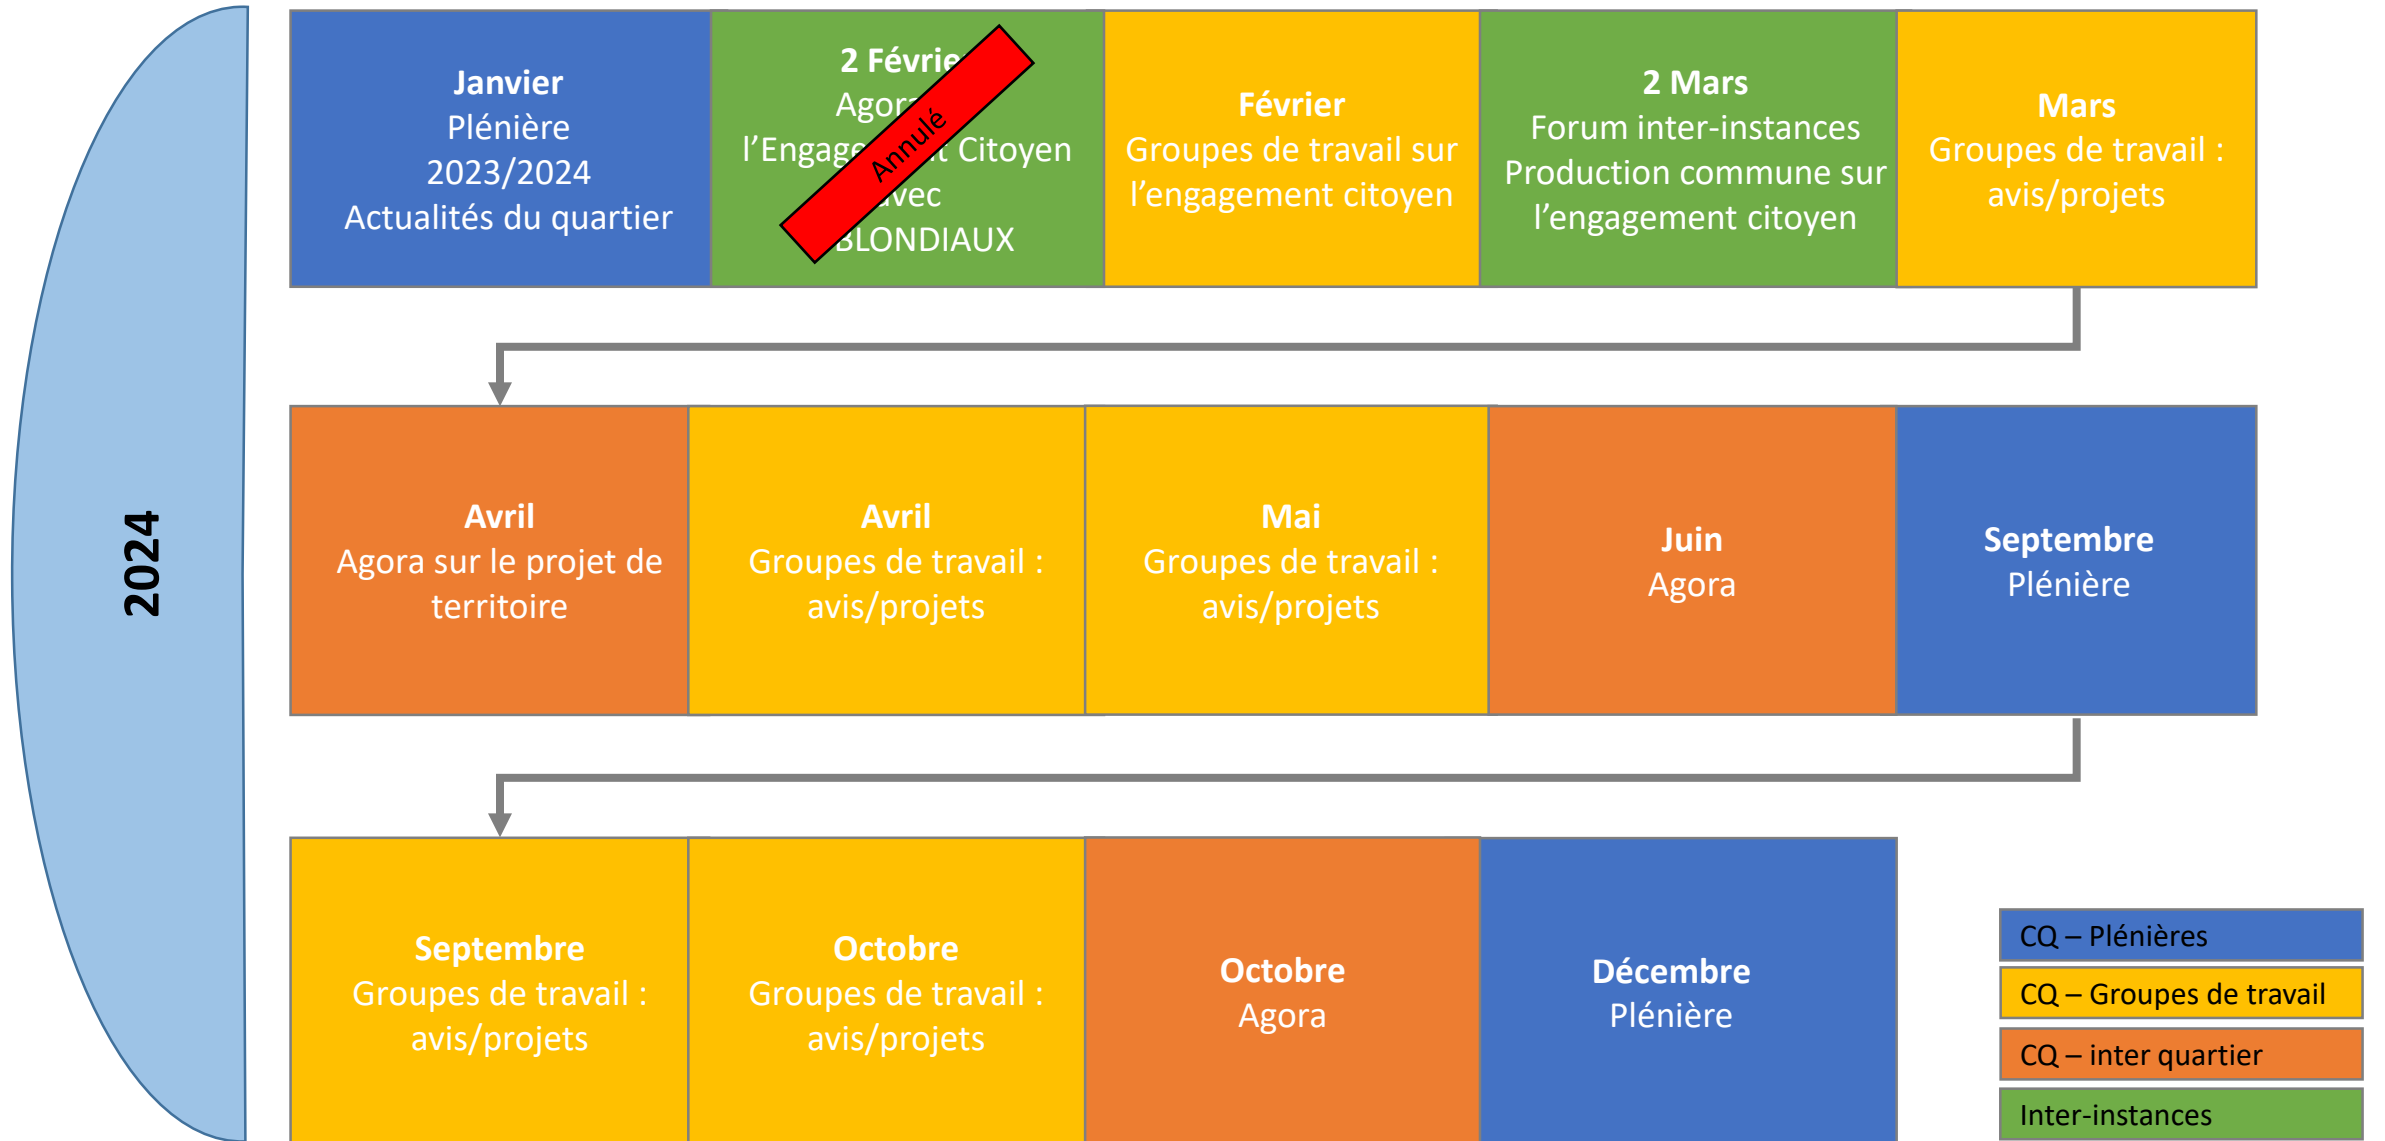 2024
Janvier
Plénière
2023/2024
Actualités du quartier
2
Citoyen
BLONDIAUX
Annulé
Février
Groupes de travail sur
l’engagement citoyen
2 Mars
Forum inter-instances
Production commune sur
l’engagement citoyen
Mars
Groupes de travail :
avis/projets
Avril
Agora sur le projet de
territoire
Avril
Groupes de travail :
avis/projets
Mai
Groupes de travail :
avis/projets
Juin
Agora
Septembre
Plénière
Septembre
Groupes de travail :
avis/projets
Octobre
Groupes de travail :
avis/projets
Octobre
Agora
Décembre
Plénière
CQ – Plénières
CQ – Groupes de travail
CQ – inter quartier
Inter-instances